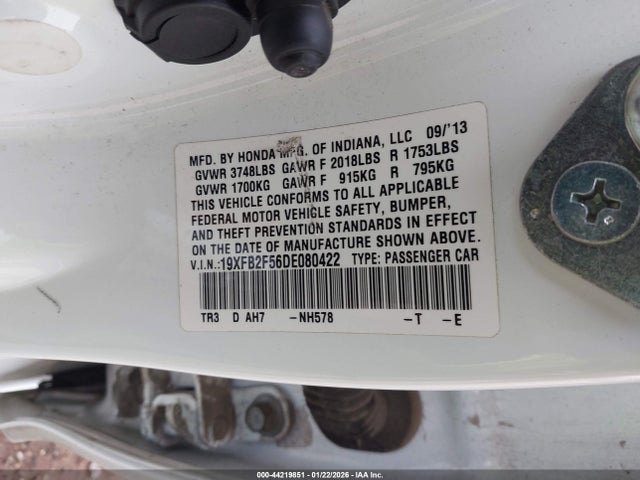 MFD. BY HONDA MFG. OF INDIANA, LLC 09/'13
GVWR 3748LBS GAWR F 2018LBS R 1753LBS
GVWR 1700KG GAWR F 915KG R 795KG
THIS VEHICLE CONFORMS TO ALL APPLICABLE
FEDERAL MOTOR VEHICLE SAFETY, BUMPER,
AND THEFT PREVENTION STANDARDS IN EFFECT
ON THE DATE OF MANUFACTURE SHOWN ABOVE.
V.I.N.:19XFB2F56DE080422 TYPE: PASSENGER CAR
TR3 D AH7 -NH578 -T -E
000-44219851 - 01/22/2026 - IAA Inc.